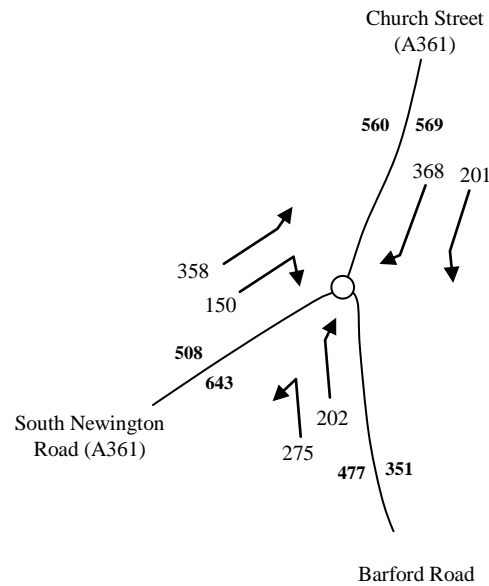 Church Street
(A361)
560
569
368
201
358
150
508
643
202
275
477
351
South Newington
Road (A361)
Barford Road